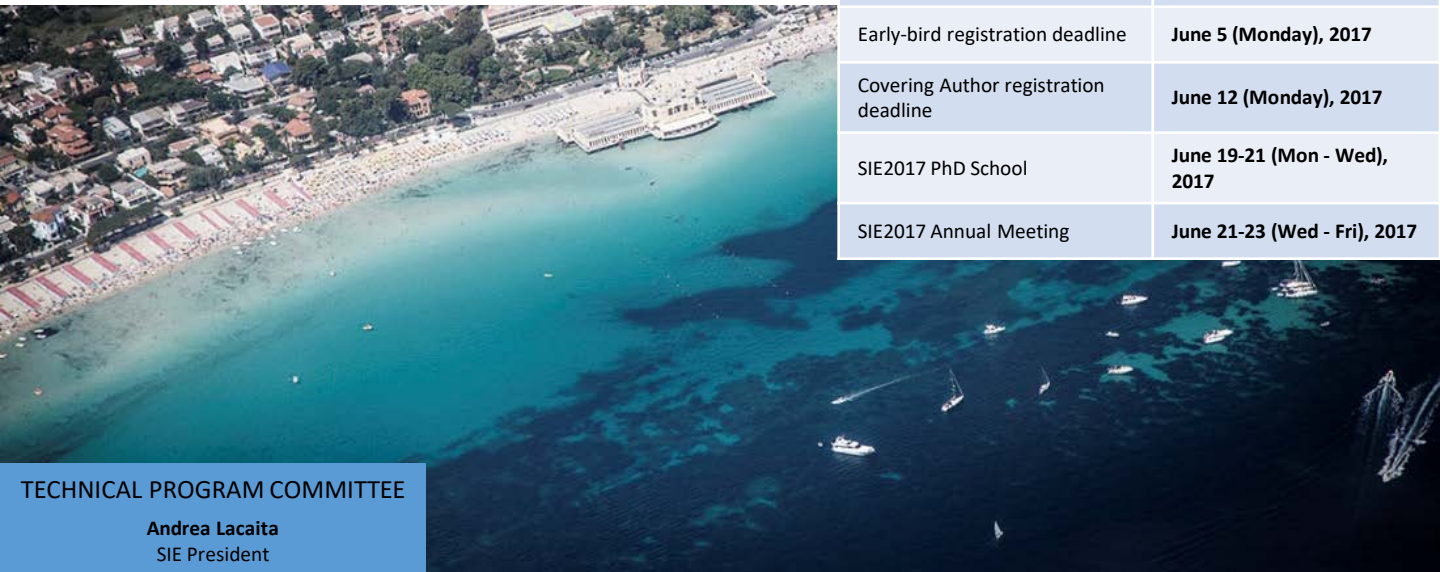 Early-bird registration deadline
June 5 (Monday), 2017
Covering Author registration
deadline
June 12 (Monday), 2017
SIE2017 PhD School
June 19-21 (Mon - Wed),
2017
SIE2017 Annual Meeting
June 21-23 (Wed - Fri), 2017
TECHNICAL PROGRAM COMMITTEE
Andrea Lacaita
SIE President